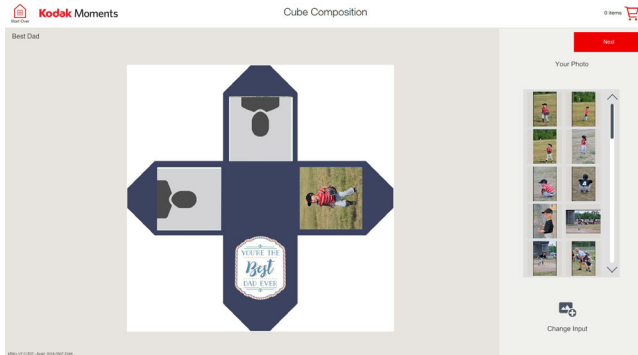 Start Over
Kodak Moments
Cube Composition
0 items
Best Dad
Next
Your Photo
YOU'RE THE
Best
DAD EVER
Change Input